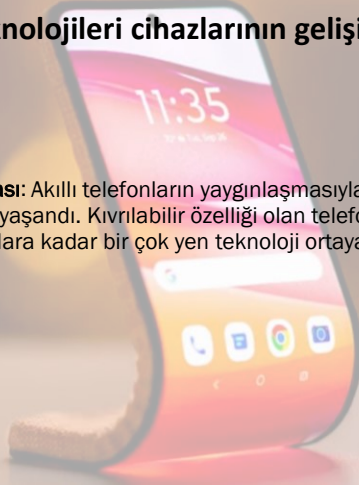 knolojileri cihazlarının gelişi
11:35
ası: Akıllı telefonların yaygınlaşmasıyla
yaşandı. Kıvrılabilir özelliği olan telefo
lara kadar bir çok yen teknoloji ortaya